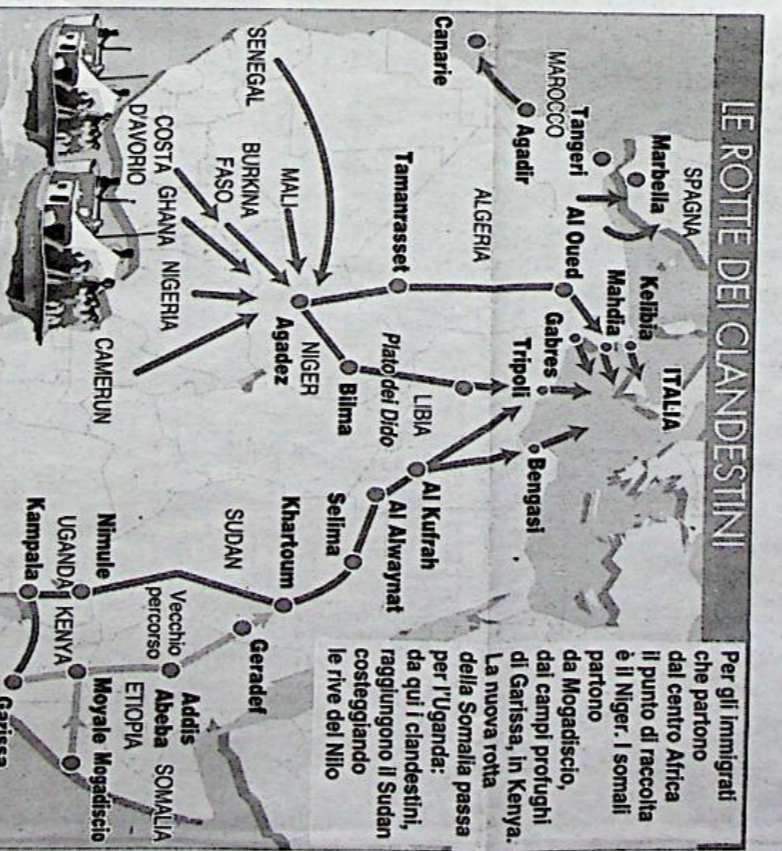 LE ROTTE DEI CLANDESTINI
SPAGNA
Marbella
Tangeri
MAROCCO
Agadir
Canarie
ITALIA
Kelibia
Mahdia
Gabres
Al Oued
ALGERIA
Tamanrasset
Tripoli
Bengasi
LIBIA
Plato dei Dido
Bilma
NIGER
Agadez
SENEGAL
MALI
BURKINA
FASO
COSTA
D'AVORIO
GHANA
NIGERIA
CAMERUN
Al Kufrah
Al Alwaynat
Selima
Khartoum
SUDAN
Geradef
Vecchio
percorso
Addis
Abeba
ETIOPIA
SOMALIA
Nimule
UGANDA
Kampala
KENYA
Moyale
Mogadiscio
Garissa
Per gli immigrati
che partono
dal centro Africa
il punto di raccolta
è il Niger. I somali
partono
da Mogadiscio,
dai campi profughi
di Garissa, in Kenya.
La nuova rotta
della Somalia passa
per l'Uganda:
da qui i clandestini,
raggiungono il Sudan
costeggiando
le rive del Nilo